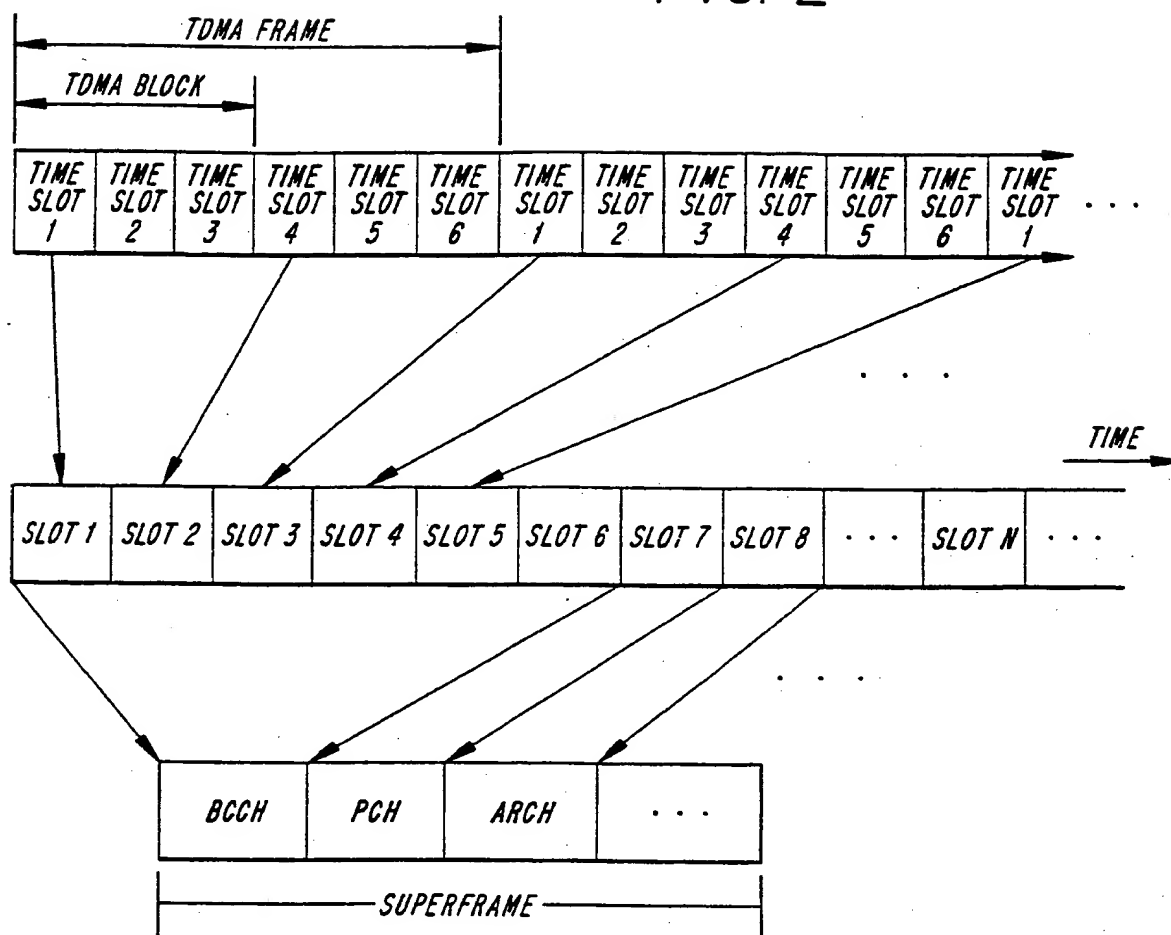 TDMA FRAME
TDMA BLOCK
TIME SLOT 1 TIME SLOT 2 TIME SLOT 3 TIME SLOT 4 TIME SLOT 5 TIME SLOT 6 TIME SLOT 1 TIME SLOT 2 TIME SLOT 3 TIME SLOT 4 TIME SLOT 5 TIME SLOT 6 TIME SLOT 1 . . .
. . .
TIME
SLOT 1 SLOT 2 SLOT 3 SLOT 4 SLOT 5 SLOT 6 SLOT 7 SLOT 8 . . . SLOT N . . .
. . . .
BCCH PCH ARCH . . .
SUPERFRAME